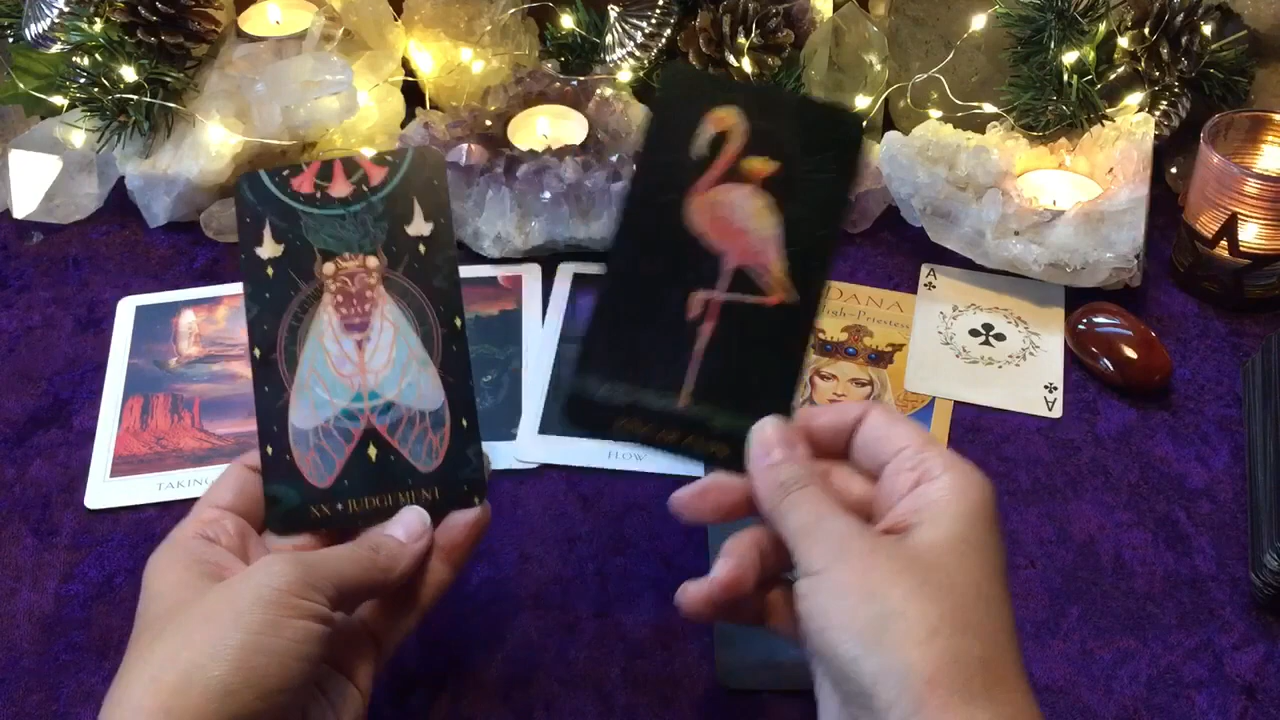 XX ✦ JUDGEMENT
TAKING
FLOW
DANA
High-Priestess
A
A